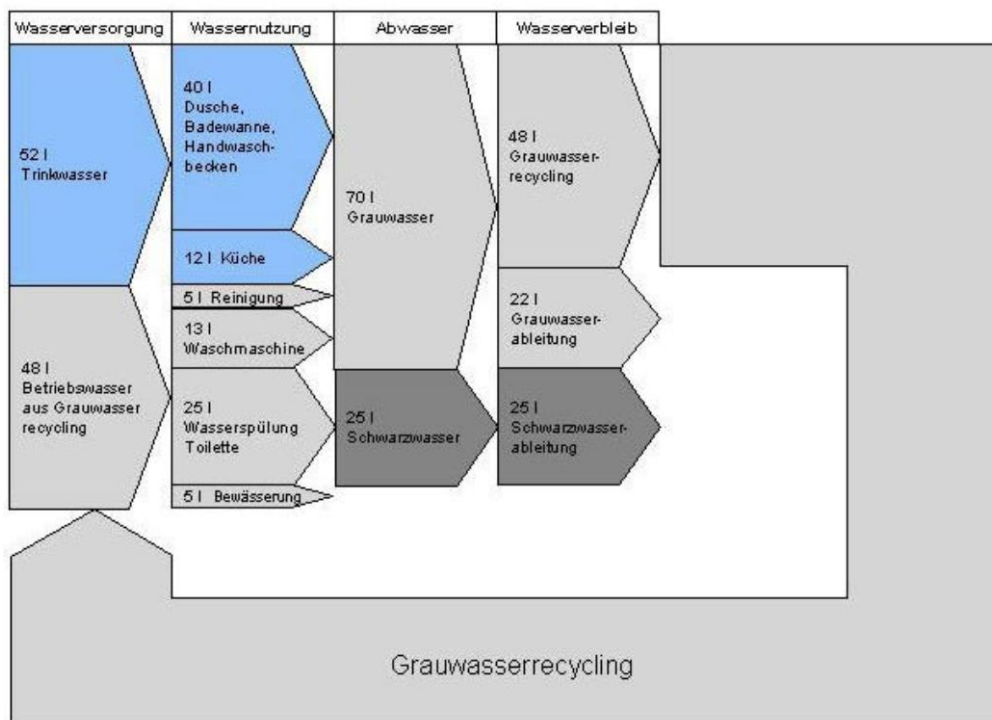 Wasserversorgung
Wassernutzung
Abwasser
Wasserverbleib
52 l
Trinkwasser
48 l
Betriebswasser
aus Grauwasser
recycling
40 l
Dusche,
Badewanne,
Handwasch-
becken
12 l Küche
5 l Reinigung
13 l
Waschmaschine
25 l
Wasserspülung
Toilette
5 l Bewässerung
70 l
Grauwasser
25 l
Schwarzwasser
48 l
Grauwasser-
recycling
22 l
Grauwasser-
ableitung
25 l
Schwarzwasser-
ableitung
Grauwasserrecycling